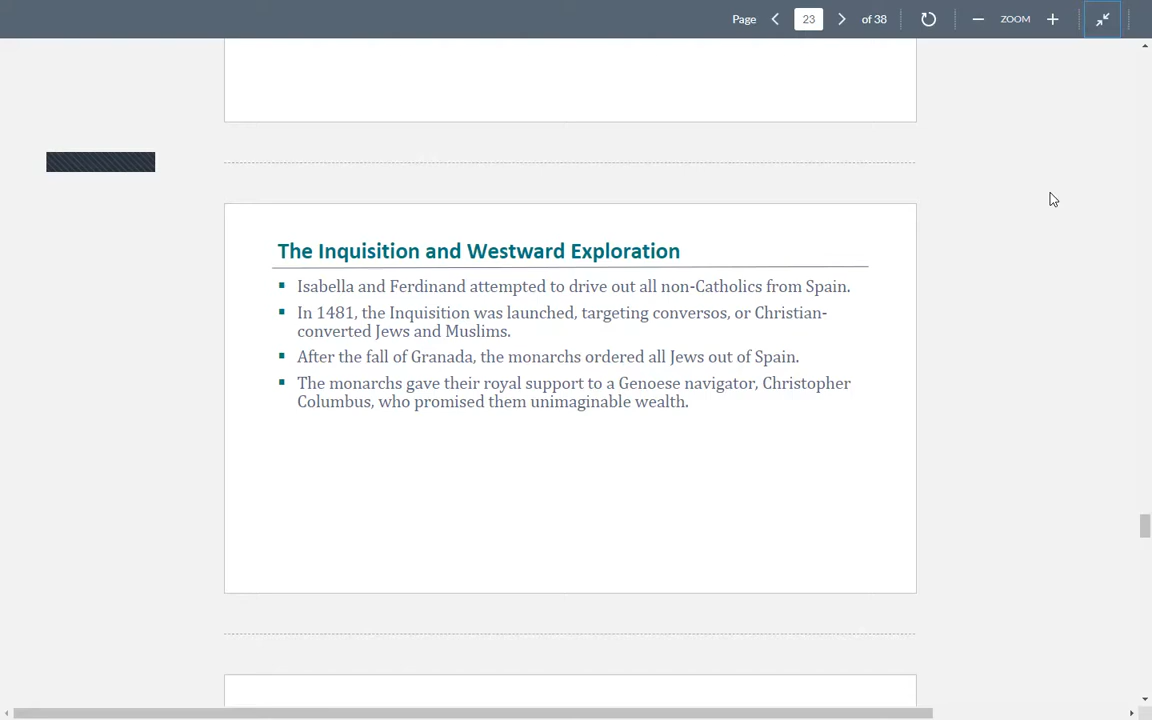 Page 23 of 38 ZOOM
The Inquisition and Westward Exploration
▪ Isabella and Ferdinand attempted to drive out all non-Catholics from Spain.
▪ In 1481, the Inquisition was launched, targeting conversos, or Christian-
converted Jews and Muslims.
▪ After the fall of Granada, the monarchs ordered all Jews out of Spain.
▪ The monarchs gave their royal support to a Genoese navigator, Christopher
Columbus, who promised them unimaginable wealth.